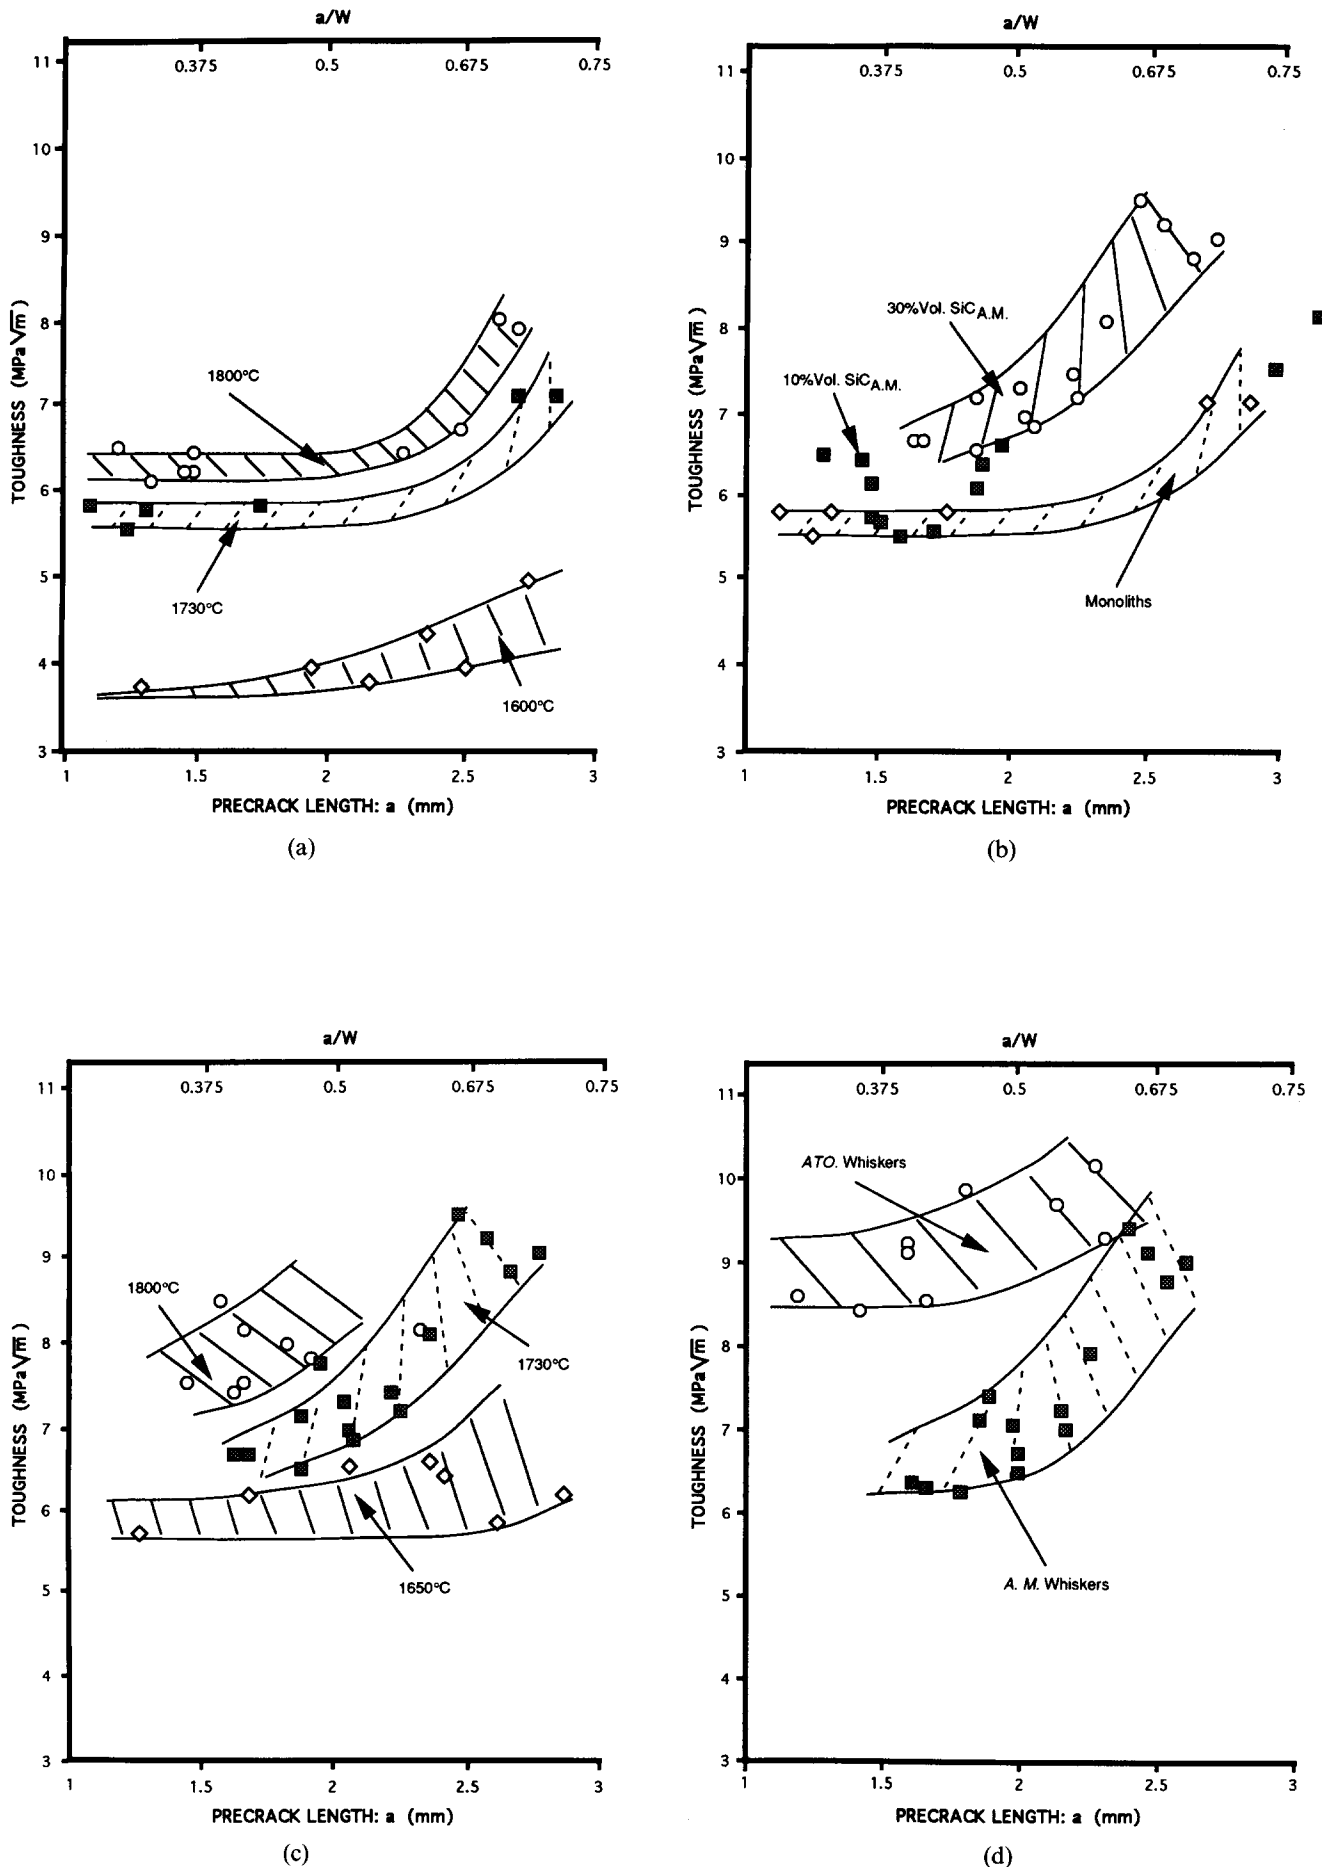 a/W
0.375 0.5 0.675 0.75
11
10
9
8
7
6
5
4
3
TOUGHNESS (MPa√m)
1800°C
1730°C
1600°C
1 1.5 2 2.5 3
PRECRACK LENGTH: a (mm)
(a)
a/W
0.375 0.5 0.675 0.75
11
10
9
8
7
6
5
4
3
TOUGHNESS (MPa√m)
30%Vol. SiC A.M.
10%Vol. SiC A.M.
Monoliths
1 1.5 2 2.5 3
PRECRACK LENGTH: a (mm)
(b)
a/W
0.375 0.5 0.675 0.75
11
10
9
8
7
6
5
4
3
TOUGHNESS (MPa√m)
1800°C
1730°C
1650°C
1 1.5 2 2.5 3
PRECRACK LENGTH: a (mm)
(c)
a/W
0.375 0.5 0.675 0.75
11
10
9
8
7
6
5
4
3
TOUGHNESS (MPa√m)
ATO. Whiskers
A. M. Whiskers
1 1.5 2 2.5 3
PRECRACK LENGTH: a (mm)
(d)